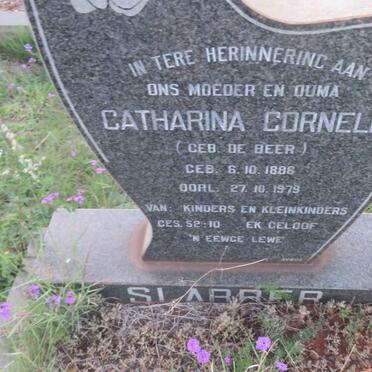 IN TERE HERINNERING AAN
ONS MOEDER EN OUMA
CATHARINA CORNEL
( GEB. DE BEER )
GEB. 6.10.1886
OORL. 27.10.1979
VAN: KINDERS EN KLEINKINDERS
GES. 52:10 EK GELOOF
'N EEWGE LEWE
SLABBER